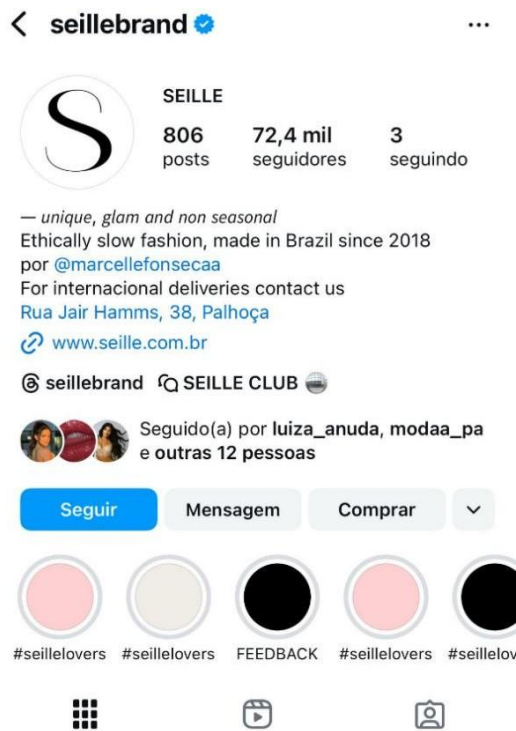 seillebrand
S
SEILLE
806 72,4 mil 3
posts seguidores seguindo
— unique, glam and non seasonal
Ethically slow fashion, made in Brazil since 2018
por @marcellefonsecaa
For internacional deliveries contact us
Rua Jair Hamms, 38, Palhoça
www.seille.com.br
seillebrand SEILLE CLUB
Seguido(a) por luiza_anuda, modaa_pa
e outras 12 pessoas
Seguir Mensagem Comprar
#seillelovers #seillelovers FEEDBACK #seillelovers #seillelov